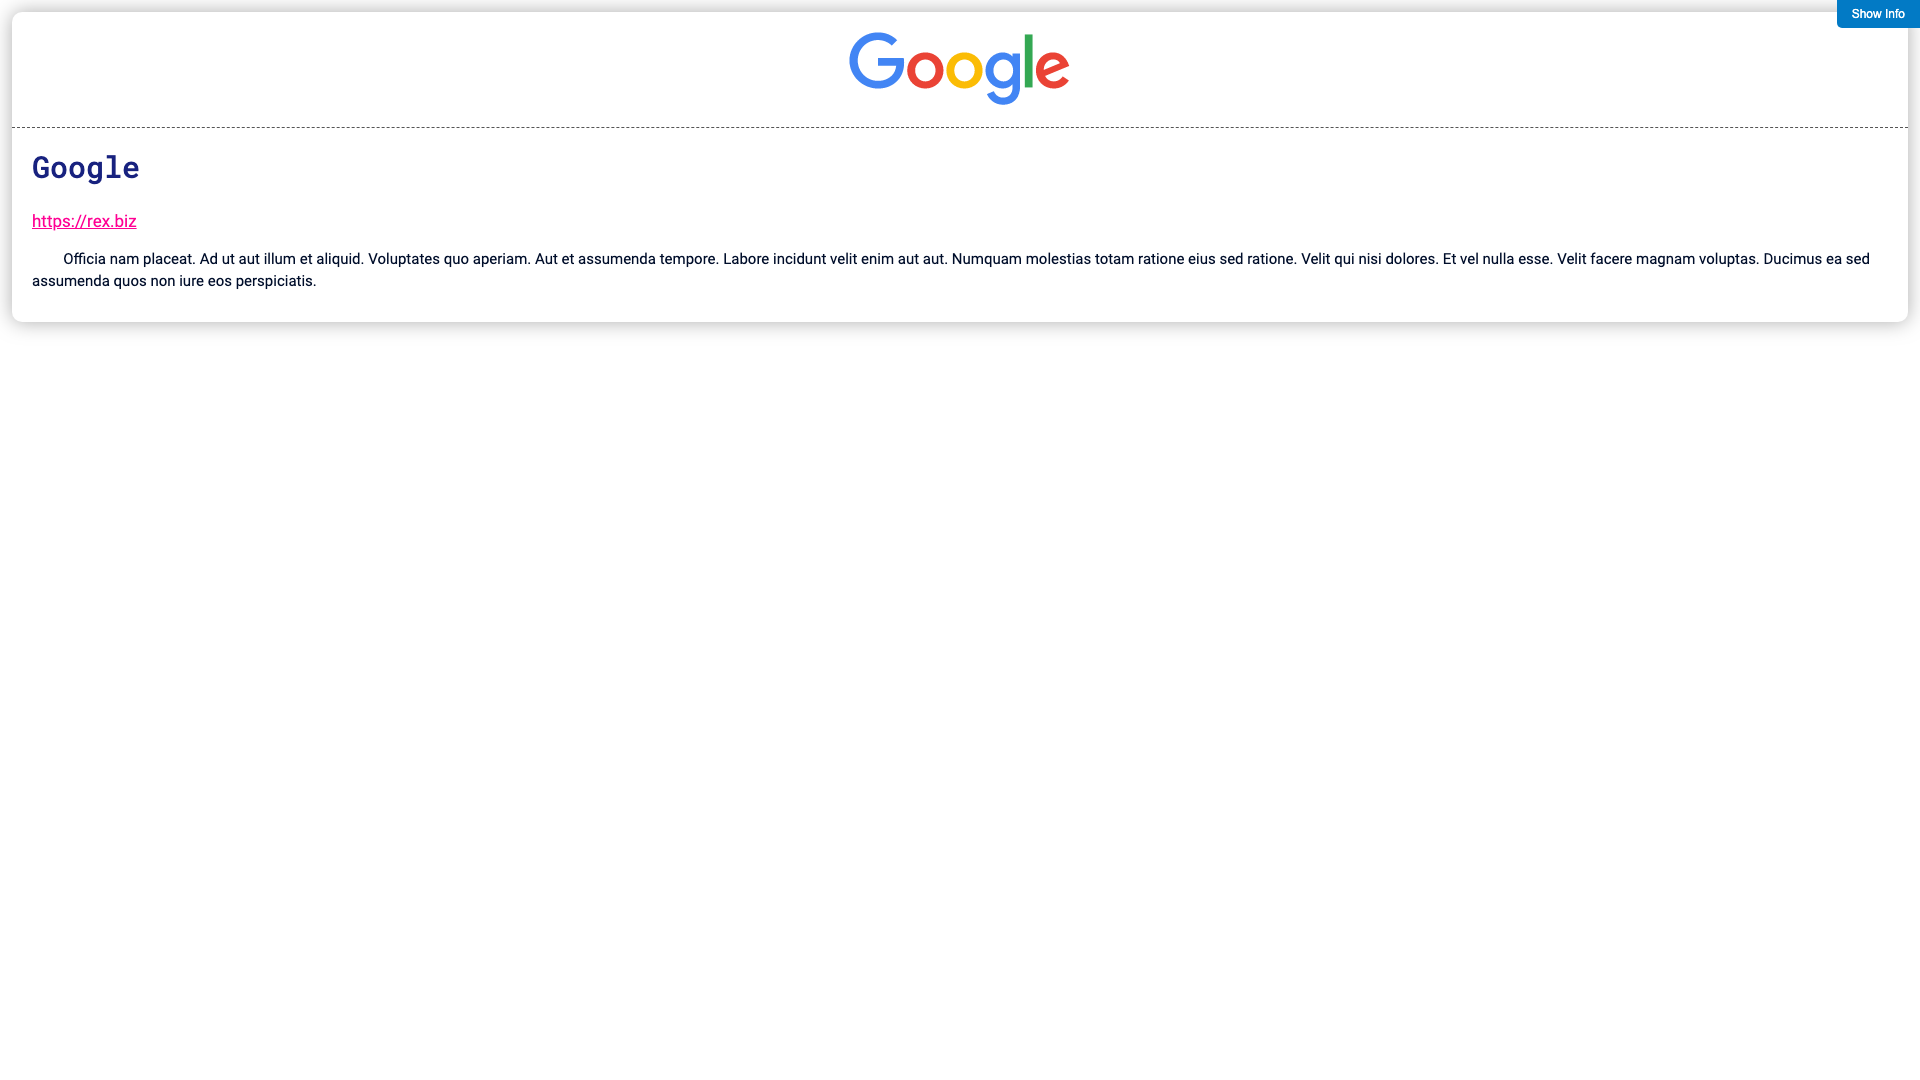 Show Info
Google
Google
https://rex.biz
Officia nam placeat. Ad ut aut illum et aliquid. Voluptates quo aperiam. Aut et assumenda tempore. Labore incidunt velit enim aut aut. Numquam molestias totam ratione eius sed ratione. Velit qui nisi dolores. Et vel nulla esse. Velit facere magnam voluptas. Ducimus ea sed
assumenda quos non iure eos perspiciatis.